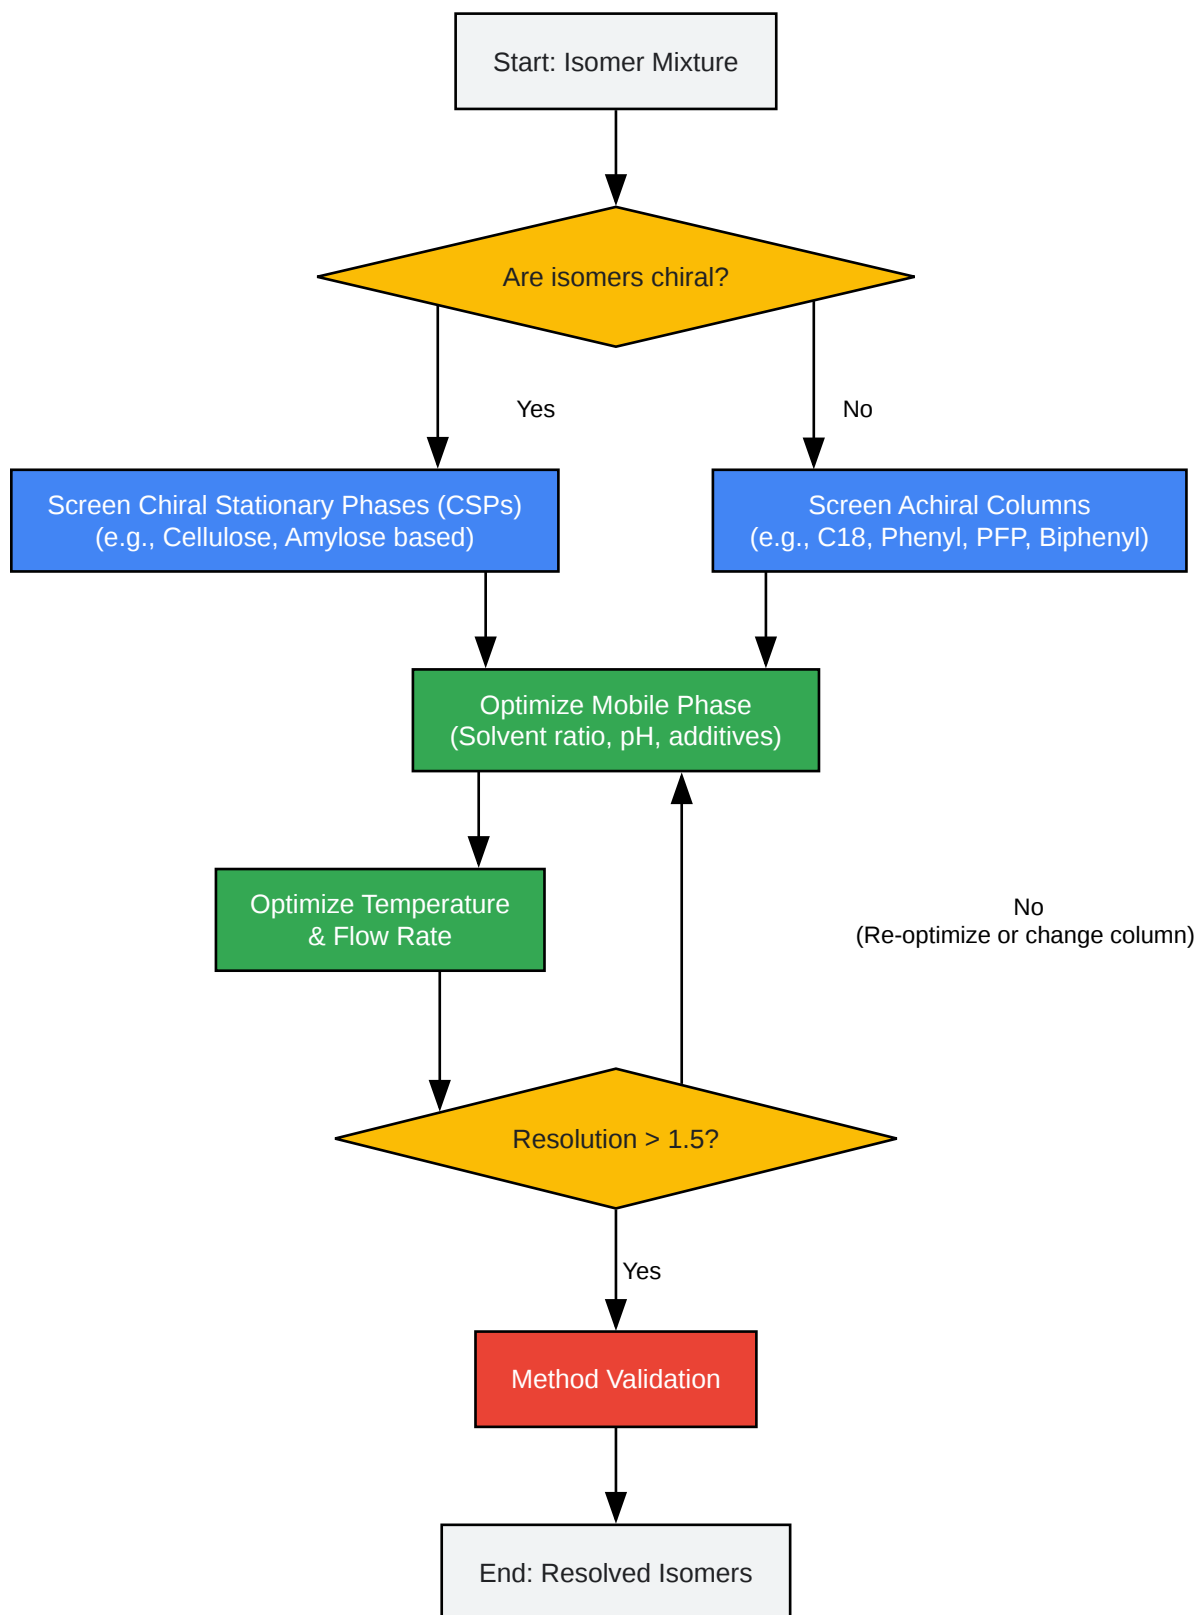 Start: Isomer Mixture
Are isomers chiral?
Yes
No
Screen Chiral Stationary Phases (CSPs)
(e.g., Cellulose, Amylose based)
Screen Achiral Columns
(e.g., C18, Phenyl, PFP, Biphenyl)
Optimize Mobile Phase
(Solvent ratio, pH, additives)
Optimize Temperature
& Flow Rate
No
(Re-optimize or change column)
Resolution > 1.5?
Yes
Method Validation
End: Resolved Isomers